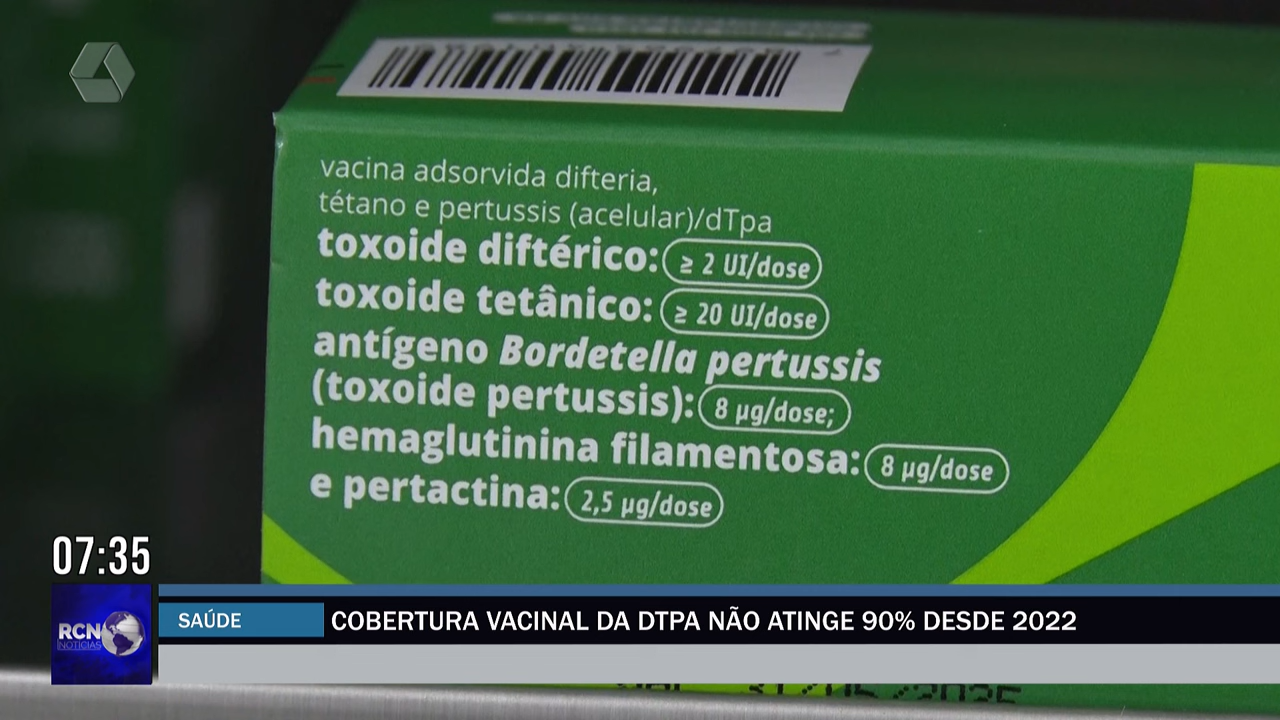 vacina adsorvida difteria,
tétano e pertussis (acelular)/dTpa
toxoide diftérico: ≥ 2 UI/dose
toxoide tetânico: ≥ 20 UI/dose
antígeno Bordetella pertussis
(toxoide pertussis): 8 µg/dose;
hemaglutinina filamentosa: 8 µg/dose
e pertactina: 2,5 µg/dose
07:35
RCN
NOTÍCIAS
SAÚDE
COBERTURA VACINAL DA DTPA NÃO ATINGE 90% DESDE 2022